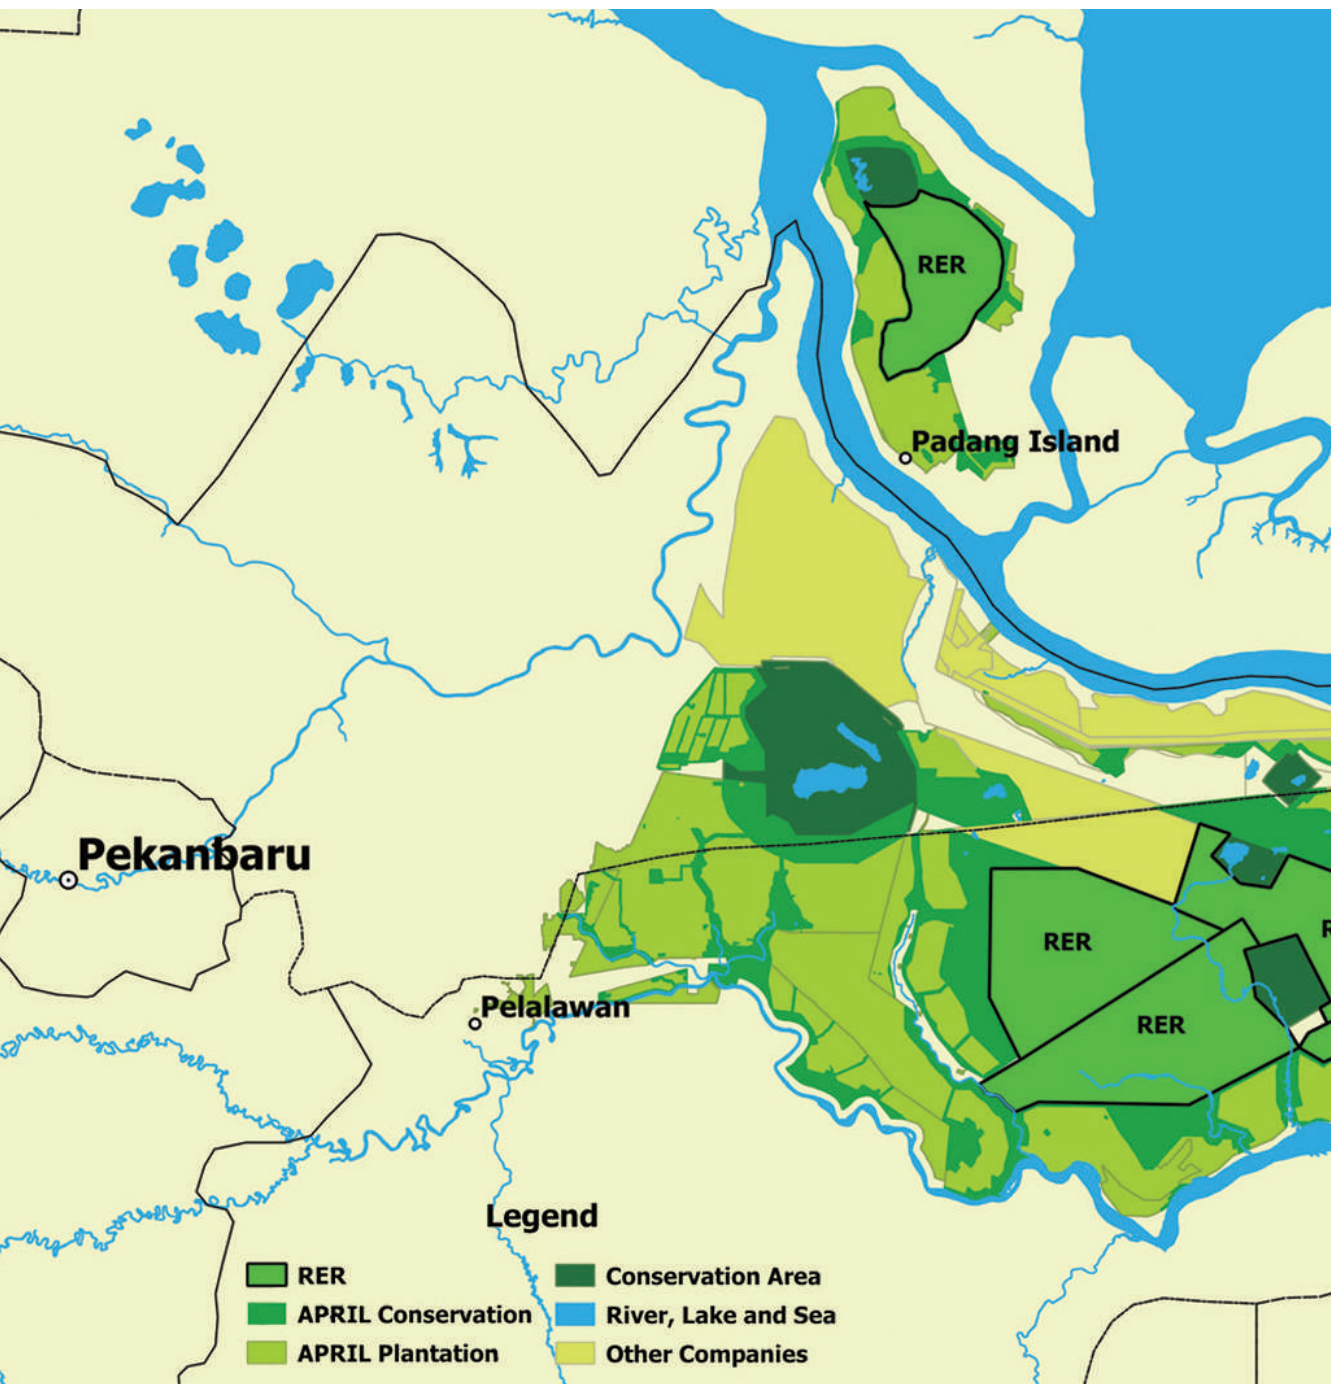 RER
Padang Island
Pekanbaru
RER
R
RER
Pelalawan
Legend
RER
Conservation Area
APRIL Conservation
River, Lake and Sea
APRIL Plantation
Other Companies